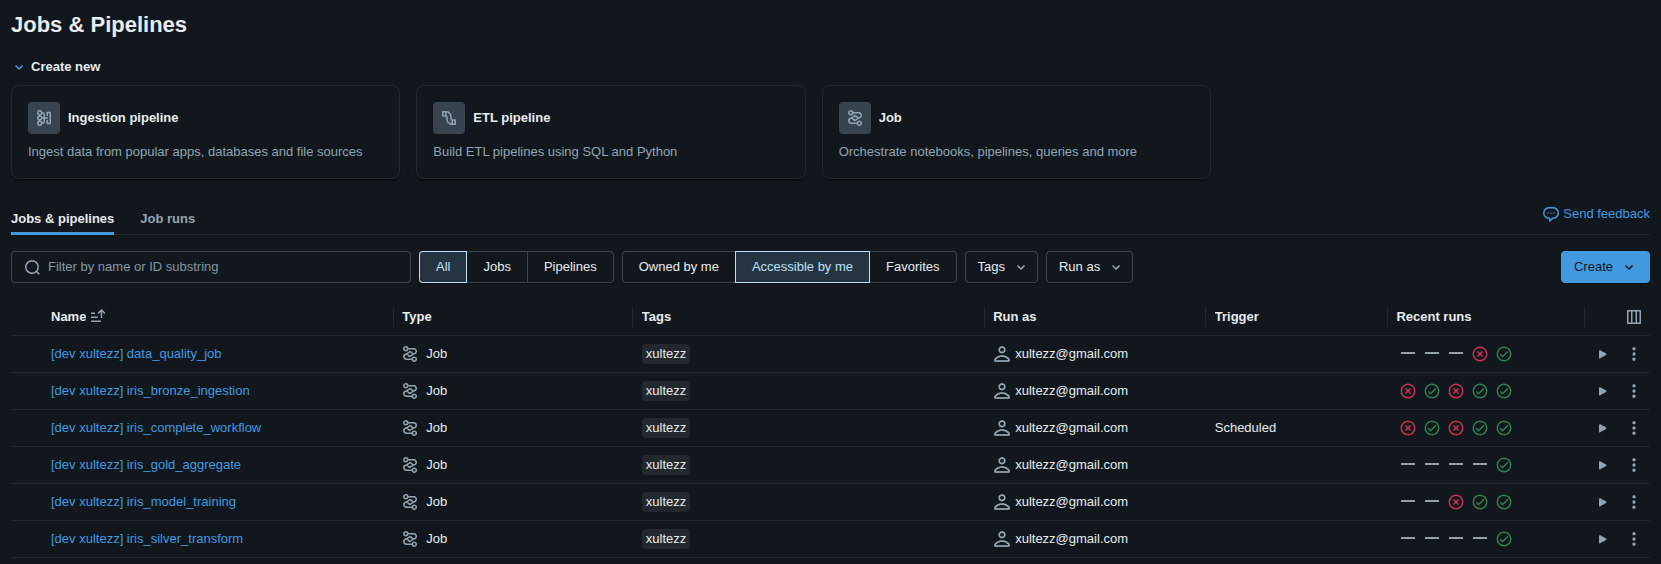 Jobs & Pipelines
Create new
Ingestion pipeline
Ingest data from popular apps, databases and file sources
ETL pipeline
Build ETL pipelines using SQL and Python
Job
Orchestrate notebooks, pipelines, queries and more
Jobs & pipelines Job runs Send feedback
Filter by name or ID substring All Jobs Pipelines Owned by me Accessible by me Favorites Tags Run as Create
Name Type Tags Run as Trigger Recent runs
[dev xultezz] data_quality_job Job xultezz xultezz@gmail.com
[dev xultezz] iris_bronze_ingestion Job xultezz xultezz@gmail.com
[dev xultezz] iris_complete_workflow Job xultezz xultezz@gmail.com Scheduled
[dev xultezz] iris_gold_aggregate Job xultezz xultezz@gmail.com
[dev xultezz] iris_model_training Job xultezz xultezz@gmail.com
[dev xultezz] iris_silver_transform Job xultezz xultezz@gmail.com